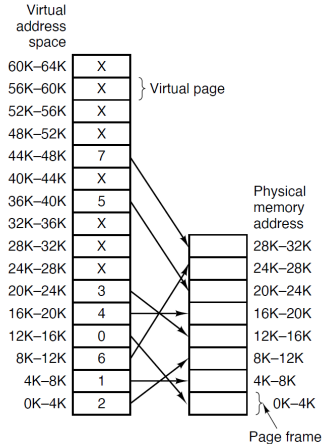 Virtual
address
space
60K–64K X
56K–60K X } Virtual page
52K–56K X
48K–52K X
44K–48K 7
40K–44K X
36K–40K 5
32K–36K X
28K–32K X
24K–28K X
20K–24K 3
16K–20K 4
12K–16K 0
8K–12K 6
4K–8K 1
0K–4K 2
Physical
memory
address
28K–32K
24K–28K
20K–24K
16K–20K
12K–16K
8K–12K
4K–8K
0K–4K
Page frame